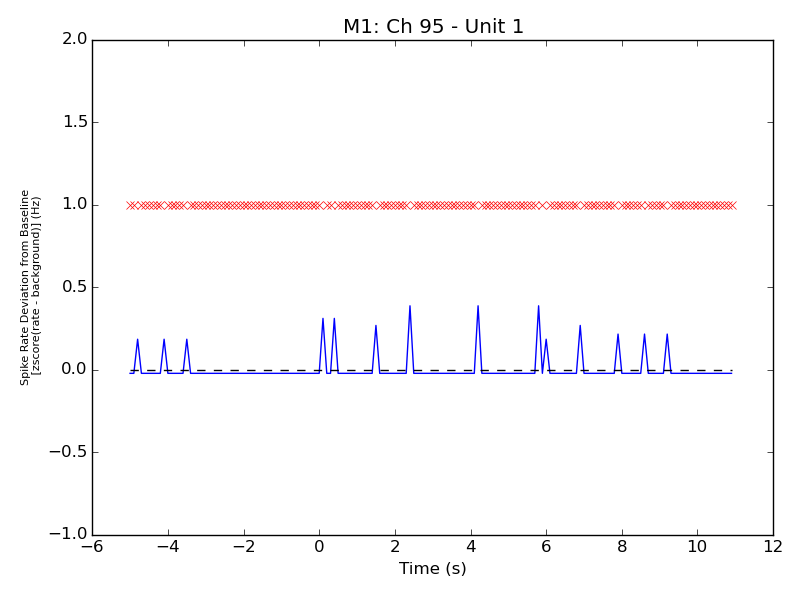 M1: Ch 95 - Unit 1
2.0
1.5
1.0
0.5
0.0
−0.5
−1.0
Spike Rate Deviation from Baseline
[zscore(rate - background)] (Hz)
−6 −4 −2 0 2 4 6 8 10 12
Time (s)